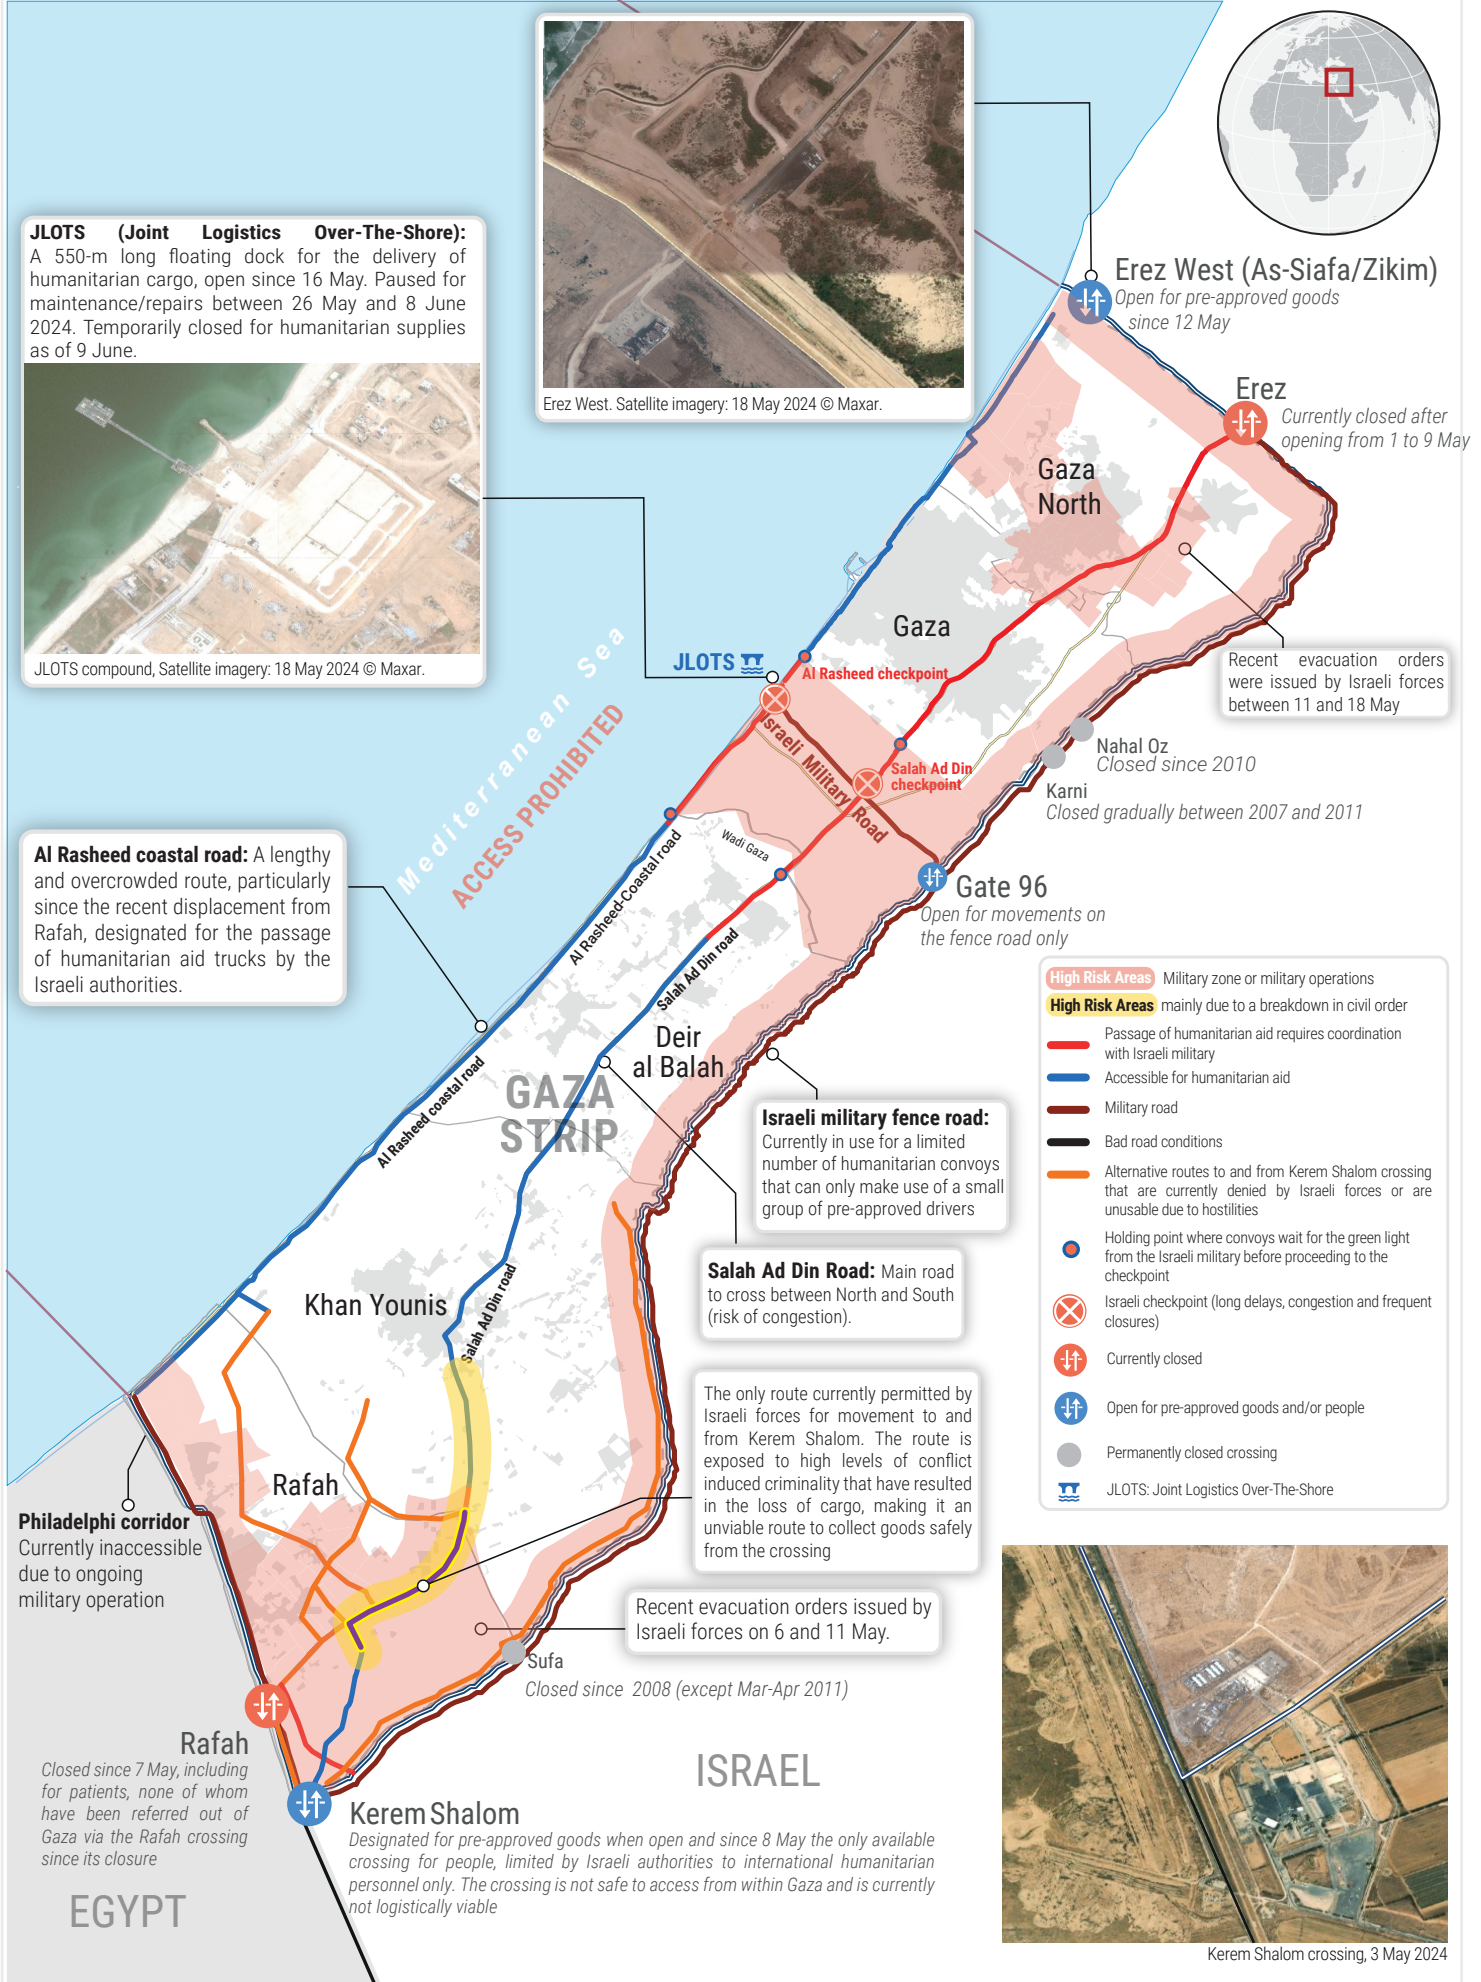 JLOTS (Joint Logistics Over-The-Shore):
A 550-m long floating dock for the delivery of
humanitarian cargo, open since 16 May. Paused for
maintenance/repairs between 26 May and 8 June
2024. Temporarily closed for humanitarian supplies
as of 9 June.
JLOTS compound, Satellite imagery: 18 May 2024 © Maxar.
Erez West. Satellite imagery: 18 May 2024 © Maxar.
Erez West (As-Siafa/Zikim)
Open for pre-approved goods
since 12 May
Erez
Currently closed after
opening from 1 to 9 May
Gaza
North
Gaza
Recent evacuation orders
were issued by Israeli forces
between 11 and 18 May
JLOTS
Al Rasheed checkpoint
Israeli Military Road
Salah Ad Din
checkpoint
Nahal Oz
Closed since 2010
Karni
Closed gradually between 2007 and 2011
Mediterranean Sea
ACCESS PROHIBITED
Wadi Gaza
Al Rasheed-Coastal road
Gate 96
Open for movements on
the fence road only
Al Rasheed coastal road: A lengthy
and overcrowded route, particularly
since the recent displacement from
Rafah, designated for the passage
of humanitarian aid trucks by the
Israeli authorities.
Salah Ad Din road
Deir
al Balah
GAZA
STRIP
Al Rasheed coastal road
Israeli military fence road:
Currently in use for a limited
number of humanitarian convoys
that can only make use of a small
group of pre-approved drivers
Salah Ad Din Road: Main road
to cross between North and South
(risk of congestion).
Khan Younis
Salah Ad Din road
The only route currently permitted by
Israeli forces for movement to and
from Kerem Shalom. The route is
exposed to high levels of conflict
induced criminality that have resulted
in the loss of cargo, making it an
unviable route to collect goods safely
from the crossing
Rafah
Philadelphi corridor
Currently inaccessible
due to ongoing
military operation
Recent evacuation orders issued by
Israeli forces on 6 and 11 May.
Sufa
Closed since 2008 (except Mar-Apr 2011)
Rafah
Closed since 7 May, including
for patients, none of whom
have been referred out of
Gaza via the Rafah crossing
since its closure
ISRAEL
Kerem Shalom
Designated for pre-approved goods when open and since 8 May the only available
crossing for people, limited by Israeli authorities to international humanitarian
personnel only. The crossing is not safe to access from within Gaza and is currently
not logistically viable
EGYPT
High Risk Areas Military zone or military operations
High Risk Areas mainly due to a breakdown in civil order
Passage of humanitarian aid requires coordination
with Israeli military
Accessible for humanitarian aid
Military road
Bad road conditions
Alternative routes to and from Kerem Shalom crossing
that are currently denied by Israeli forces or are
unusable due to hostilities
Holding point where convoys wait for the green light
from the Israeli military before proceeding to the
checkpoint
Israeli checkpoint (long delays, congestion and frequent
closures)
Currently closed
Open for pre-approved goods and/or people
Permanently closed crossing
JLOTS: Joint Logistics Over-The-Shore
Kerem Shalom crossing, 3 May 2024